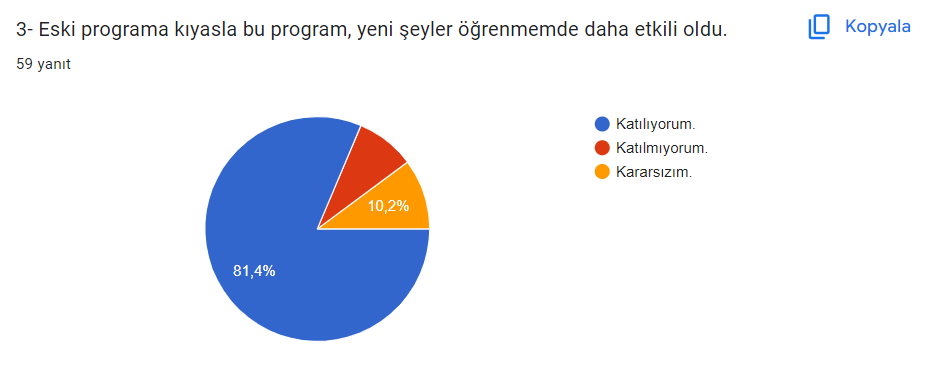 3- Eski programa kıyasla bu program, yeni şeyler öğrenmemde daha etkili oldu.
Kopyala
59 yanıt
Katılıyorum.
Katılmıyorum.
Kararsızım.
10,2%
81,4%